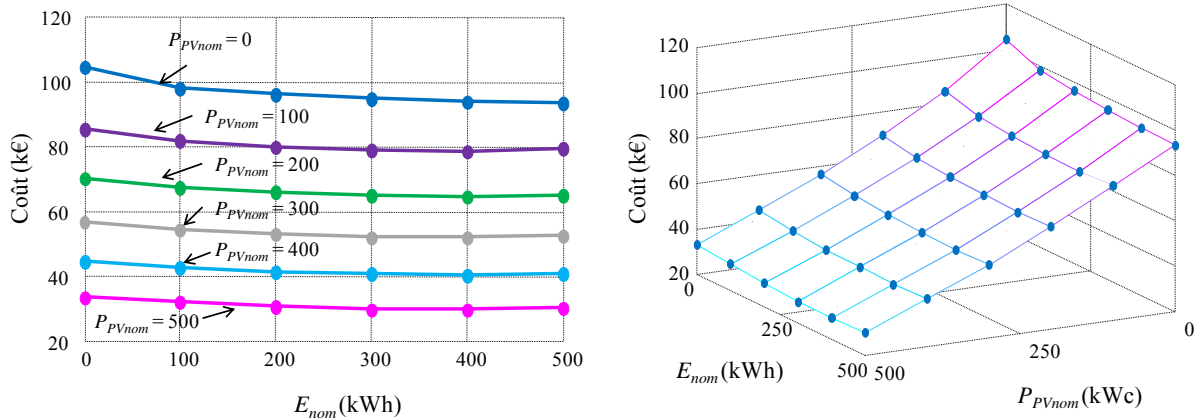 120
100
80
60
40
20
Coût (k€)
P_PVnom = 0
P_PVnom = 100
P_PVnom = 200
P_PVnom = 300
P_PVnom = 400
P_PVnom = 500
0 100 200 300 400 500
E_nom (kWh)
120
100
80
60
40
20
Coût (k€)
0
250
500
E_nom (kWh)
500
250
0
P_PVnom (kWc)